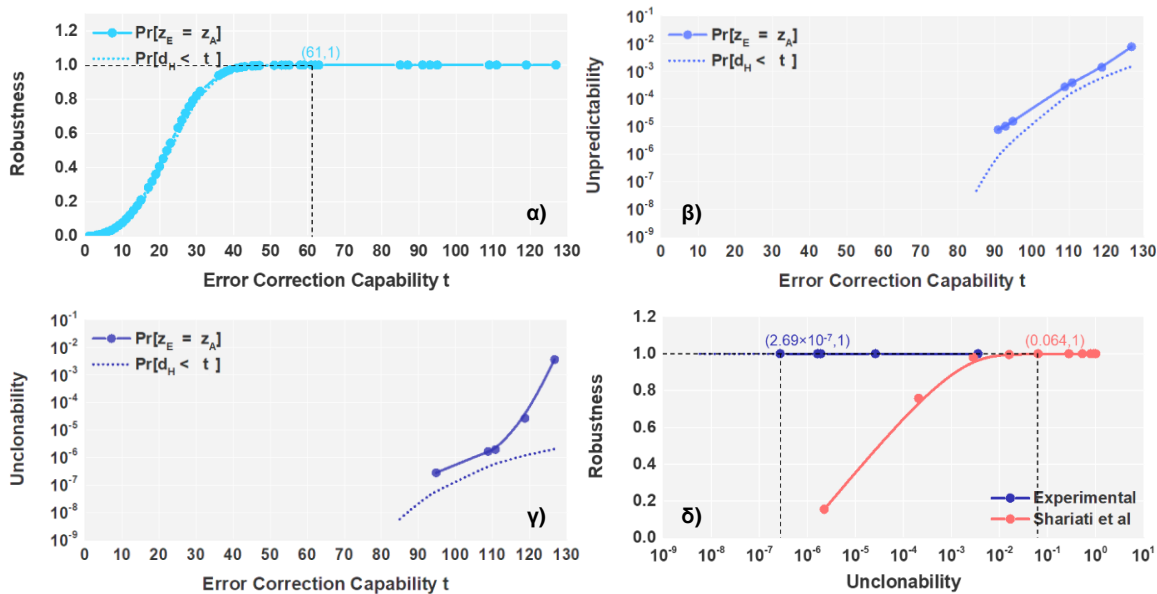 1.2
1.0
0.8
0.6
0.4
0.2
0.0
Robustness
Pr[z_E = z_A]
Pr[d_H < t ]
(61,1)
α)
0 10 20 30 40 50 60 70 80 90 100 110 120 130
Error Correction Capability t
10^-1
10^-2
10^-3
10^-4
10^-5
10^-6
10^-7
10^-8
10^-9
Unpredictability
Pr[z_E = z_A]
Pr[d_H < t ]
β)
0 10 20 30 40 50 60 70 80 90 100 110 120 130
Error Correction Capability t
10^-1
10^-2
10^-3
10^-4
10^-5
10^-6
10^-7
10^-8
10^-9
Unclonability
Pr[z_E = z_A]
Pr[d_H < t ]
γ)
0 10 20 30 40 50 60 70 80 90 100 110 120 130
Error Correction Capability t
1.2
1.0
0.8
0.6
0.4
0.2
0.0
Robustness
(2.69×10^-7,1)
(0.064,1)
Experimental
Shariati et al
δ)
10^-9 10^-8 10^-7 10^-6 10^-5 10^-4 10^-3 10^-2 10^-1 10^0 10^1
Unclonability